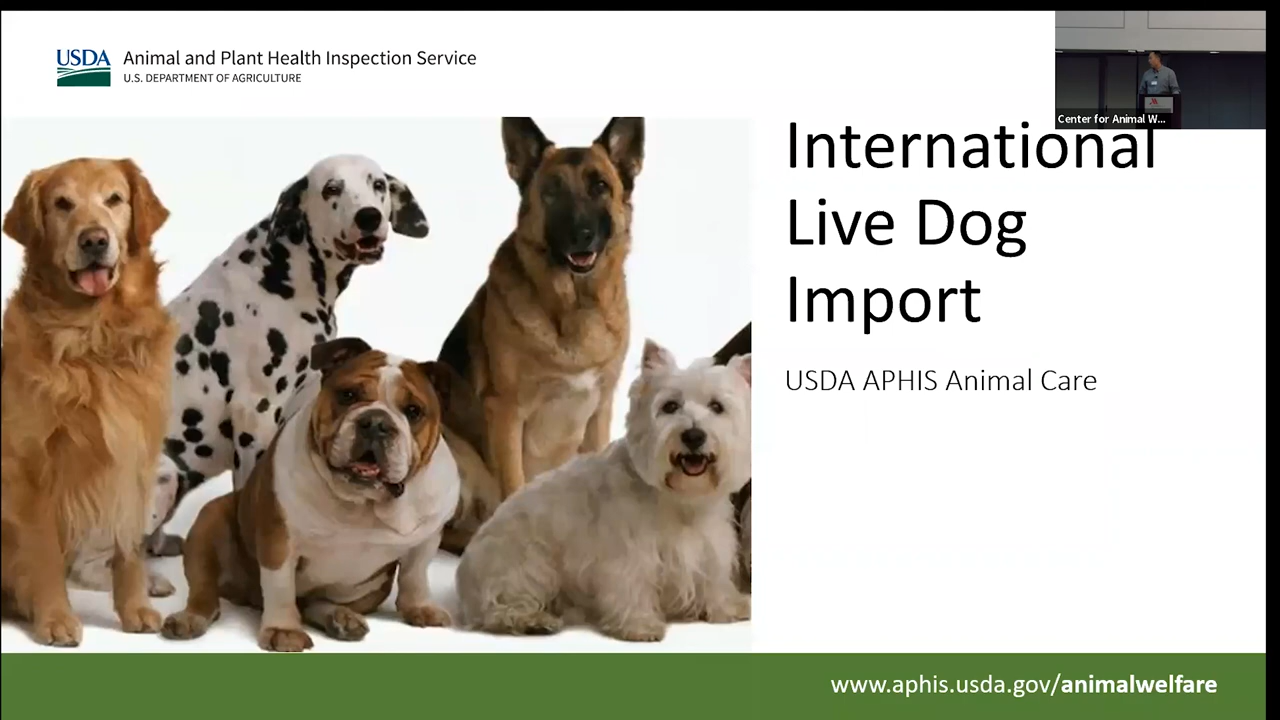 USDA
Animal and Plant Health Inspection Service
U.S. DEPARTMENT OF AGRICULTURE
Center for Animal W...
International
Live Dog
Import
USDA APHIS Animal Care
www.aphis.usda.gov/animalwelfare